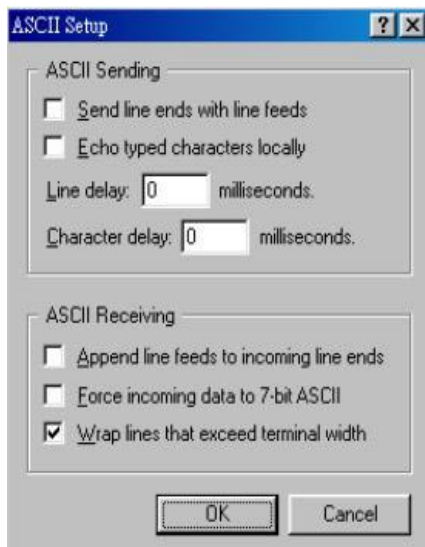 ASCII Setup
ASCII Sending
Send line ends with line feeds
Echo typed characters locally
Line delay: 0 milliseconds.
Character delay: 0 milliseconds.
ASCII Receiving
Append line feeds to incoming line ends
Force incoming data to 7-bit ASCII
Wrap lines that exceed terminal width
OK Cancel